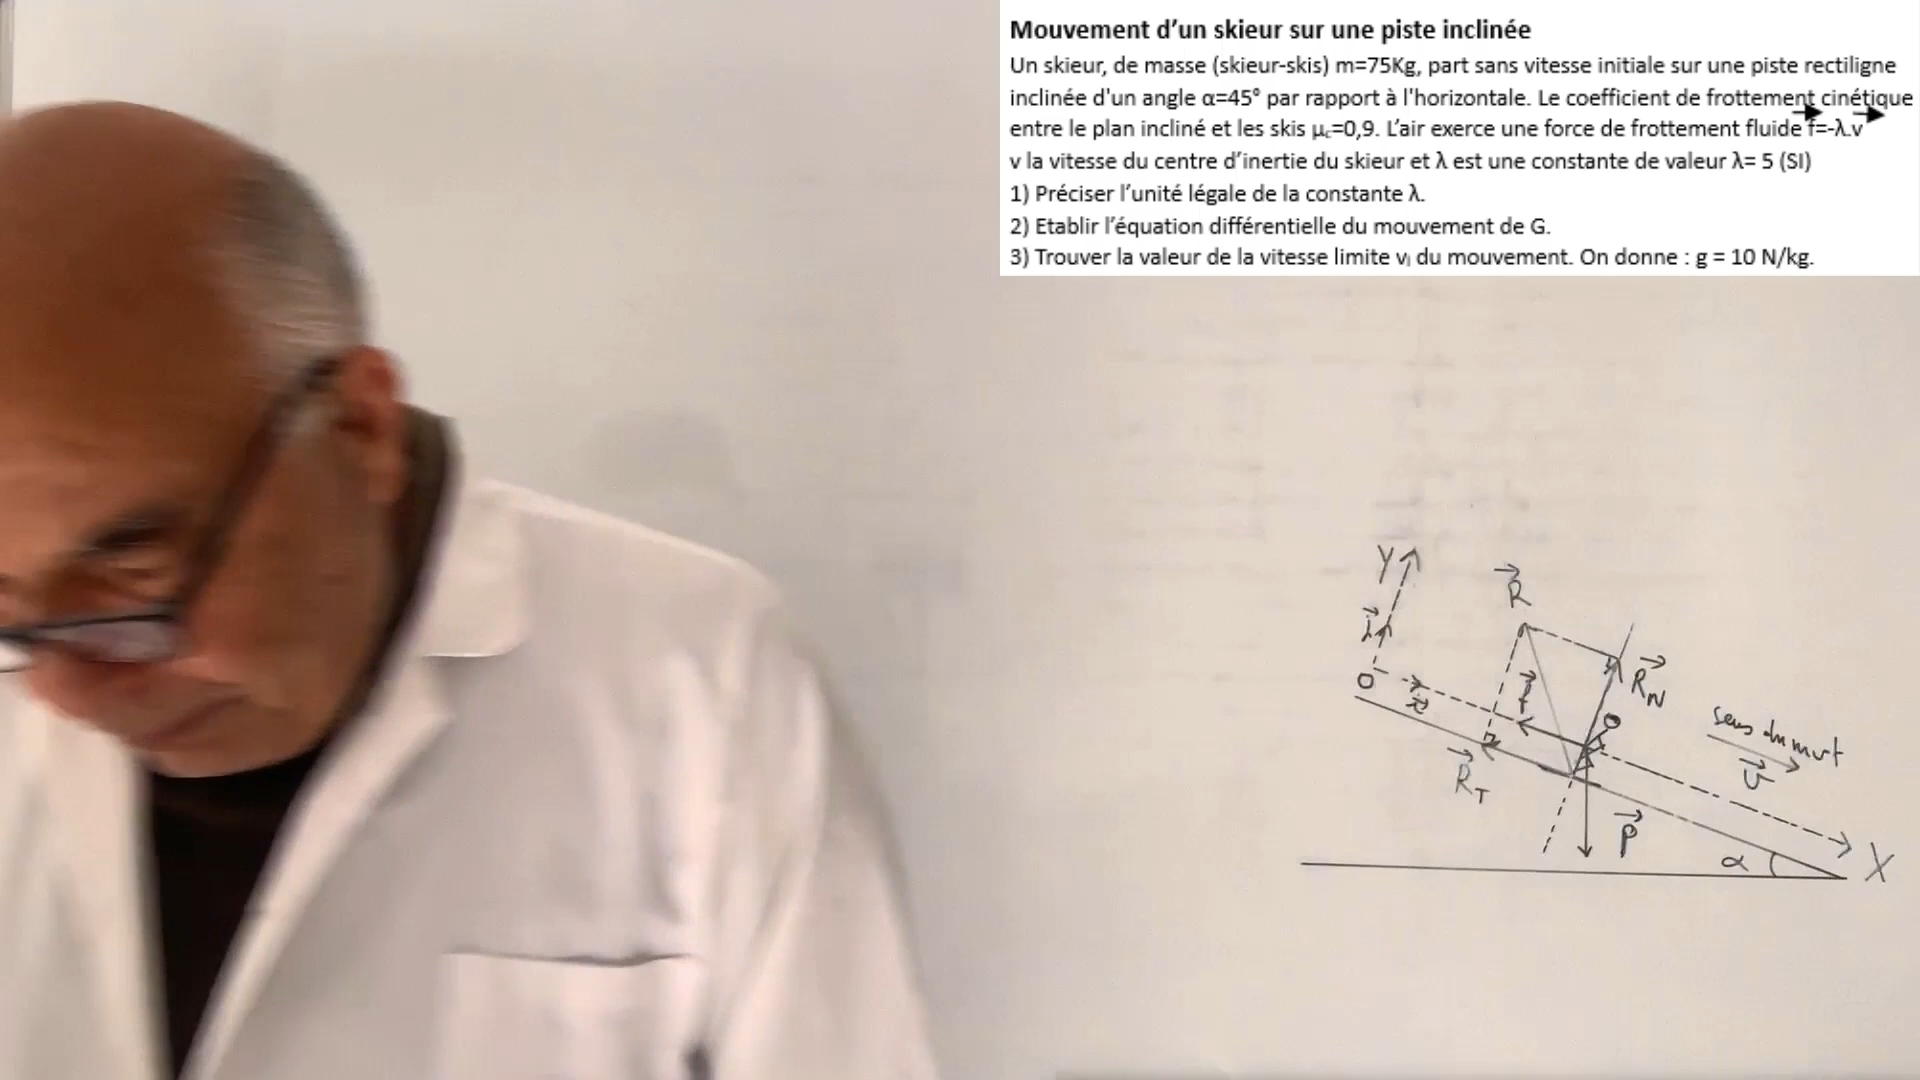 Mouvement d’un skieur sur une piste inclinée
Un skieur, de masse (skieur-skis) m=75Kg, part sans vitesse initiale sur une piste rectiligne
inclinée d'un angle α=45° par rapport à l'horizontale. Le coefficient de frottement cinétique
entre le plan incliné et les skis μc=0,9. L’air exerce une force de frottement fluide f=-λ.v
v la vitesse du centre d’inertie du skieur et λ est une constante de valeur λ= 5 (SI)
1) Préciser l’unité légale de la constante λ.
2) Etablir l’équation différentielle du mouvement de G.
3) Trouver la valeur de la vitesse limite vl du mouvement. On donne : g = 10 N/kg.
Y
R
O
f
RN
sens du mvt
RT
P
α
X